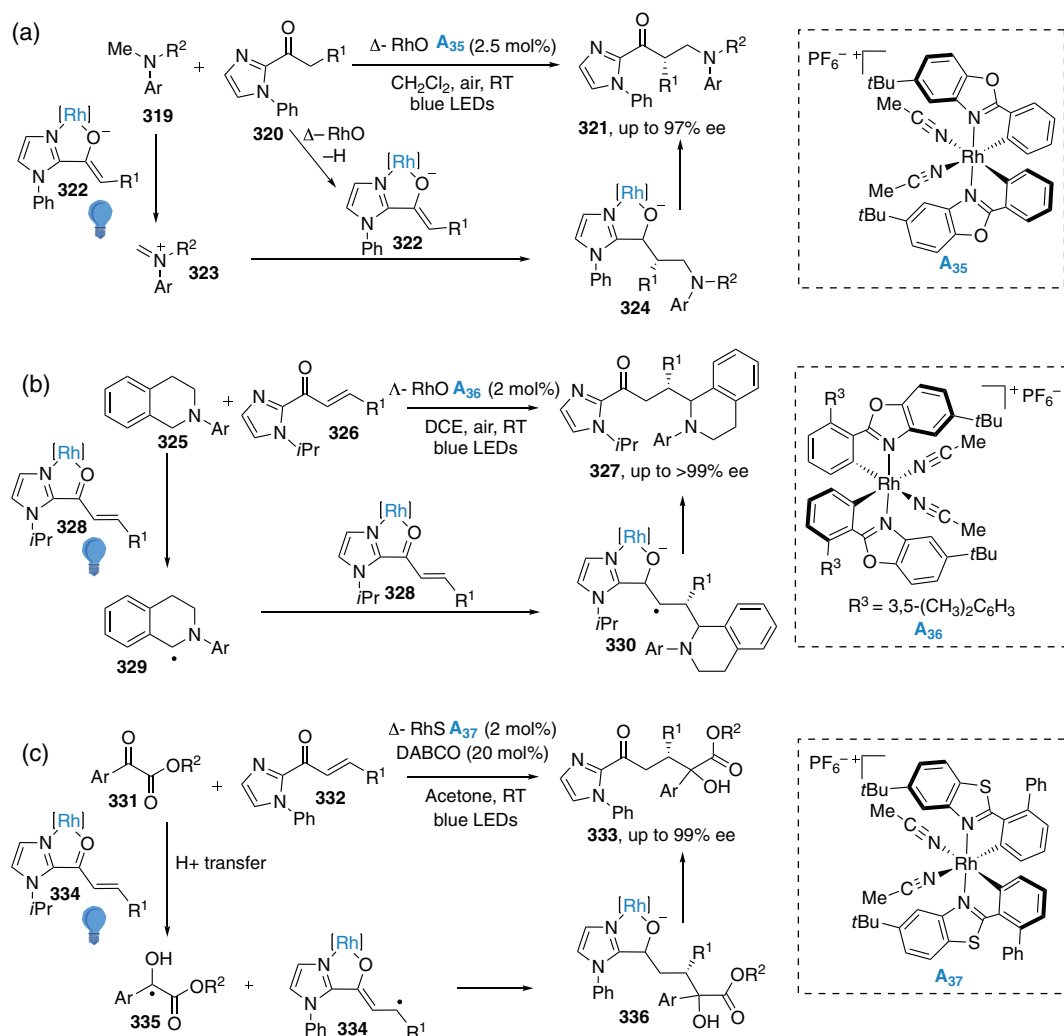 (a)
Me
N
R2
Ar
319
+
N
N
Ph
O
R1
320
Δ- RhO A35 (2.5 mol%)
CH2Cl2, air, RT
blue LEDs
N
N
Ph
O
R1
N
R2
Ar
321, up to 97% ee
[Rh]
N
O−
N
Ph
R1
322
Δ− RhO
−H
[Rh]
N
O−
N
Ph
R1
322
+
N
R2
Ar
323
[Rh]
N
O−
N
Ph
R1
Ar
N
R2
324
PF6− +
tBu
O
N
Me
C
N
Rh
Me
C
N
N
tBu
O
A35
(b)
N
Ar
325
+
N
N
iPr
O
R1
326
Λ- RhO A36 (2 mol%)
DCE, air, RT
blue LEDs
N
N
iPr
O
R1
Ar
N
327, up to >99% ee
[Rh]
N
O
N
iPr
R1
328
[Rh]
N
O
N
iPr
R1
328
N
Ar
329
[Rh]
N
O−
N
iPr
R1
Ar
N
330
+ PF6−
R3
O
tBu
N
N
C
Me
Rh
N
C
Me
N
O
R3
tBu
R3 = 3,5-(CH3)2C6H3
A36
(c)
O
Ar
OR2
O
331
+
N
N
Ph
O
R1
332
Δ- RhS A37 (2 mol%)
DABCO (20 mol%)
Acetone, RT
blue LEDs
N
N
Ph
O
R1
OR2
O
Ar
OH
333, up to 99% ee
[Rh]
N
O
N
iPr
R1
334
H+ transfer
OH
Ar
OR2
O
335
+
[Rh]
N
O
N
Ph
R1
334
[Rh]
N
O−
N
Ph
R1
OR2
O
Ar
OH
336
PF6− +
tBu
S
Ph
N
Me
C
N
Rh
Me
C
N
N
tBu
S
Ph
A37